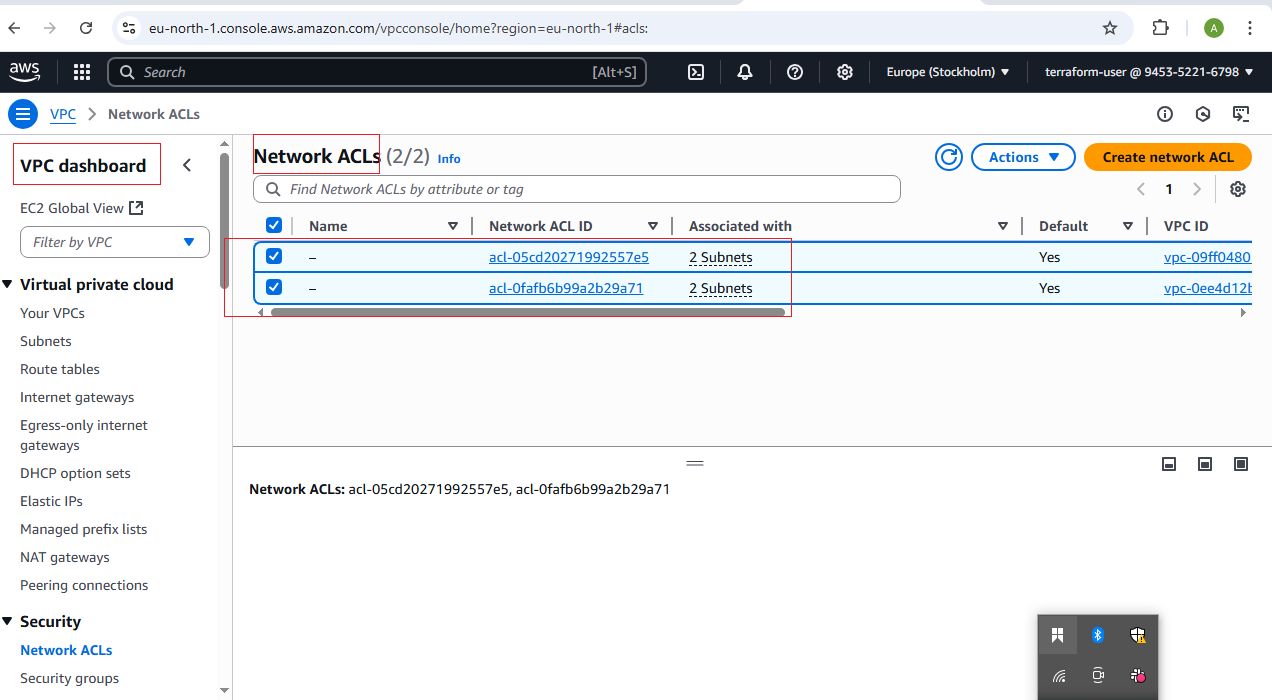 eu-north-1.console.aws.amazon.com/vpcconsole/home?region=eu-north-1#acls:
A
aws
Search
[Alt+S]
Europe (Stockholm)
terraform-user @ 9453-5221-6798
VPC
Network ACLs
VPC dashboard
EC2 Global View
Filter by VPC
Virtual private cloud
Your VPCs
Subnets
Route tables
Internet gateways
Egress-only internet
gateways
DHCP option sets
Elastic IPs
Managed prefix lists
NAT gateways
Peering connections
Security
Network ACLs
Security groups
Network ACLs (2/2) Info
Actions
Create network ACL
Find Network ACLs by attribute or tag
1
Name Network ACL ID Associated with Default VPC ID
– acl-05cd20271992557e5 2 Subnets Yes vpc-09ff0480
– acl-0fafb6b99a2b29a71 2 Subnets Yes vpc-0ee4d12b
Network ACLs: acl-05cd20271992557e5, acl-0fafb6b99a2b29a71